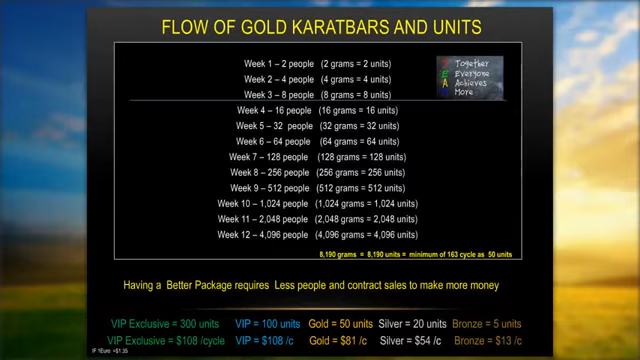 FLOW OF GOLD KARATBARS AND UNITS
Week 1 – 2 people (2 grams = 2 units)
Week 2 – 4 people (4 grams = 4 units)
Week 3 – 8 people (8 grams = 8 units)
Together
Everyone
Achieves
More
Week 4 – 16 people (16 grams = 16 units)
Week 5 – 32 people (32 grams = 32 units)
Week 6 – 64 people (64 grams = 64 units)
Week 7 – 128 people (128 grams = 128 units)
Week 8 – 256 people (256 grams = 256 units)
Week 9 – 512 people (512 grams = 512 units)
Week 10 – 1,024 people (1,024 grams = 1,024 units)
Week 11 – 2,048 people (2,048 grams = 2,048 units)
Week 12 – 4,096 people (4,096 grams = 4,096 units)
8,190 grams = 8,190 units = minimum of 163 cycle as 50 units
Having a Better Package requires Less people and contract sales to make more money
VIP Exclusive = 300 units VIP = 100 units Gold = 50 units Silver = 20 units Bronze = 5 units
VIP Exclusive = $108 /cycle VIP = $108 /c Gold = $81 /c Silver = $54 /c Bronze = $13 /c
IF 1Euro =$1.35